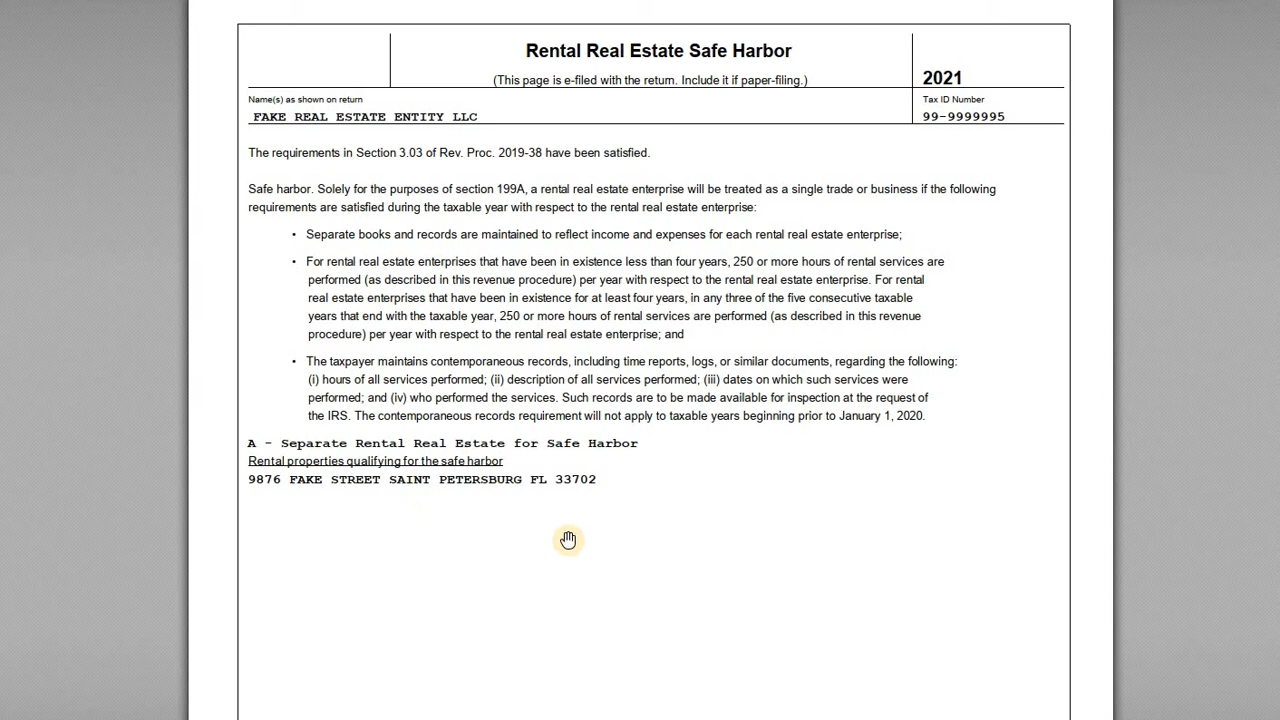 Rental Real Estate Safe Harbor
(This page is e-filed with the return. Include it if paper-filing.)
2021
Name(s) as shown on return
Tax ID Number
FAKE REAL ESTATE ENTITY LLC
99-9999995
The requirements in Section 3.03 of Rev. Proc. 2019-38 have been satisfied.
Safe harbor. Solely for the purposes of section 199A, a rental real estate enterprise will be treated as a single trade or business if the following
requirements are satisfied during the taxable year with respect to the rental real estate enterprise:
• Separate books and records are maintained to reflect income and expenses for each rental real estate enterprise;
• For rental real estate enterprises that have been in existence less than four years, 250 or more hours of rental services are
performed (as described in this revenue procedure) per year with respect to the rental real estate enterprise. For rental
real estate enterprises that have been in existence for at least four years, in any three of the five consecutive taxable
years that end with the taxable year, 250 or more hours of rental services are performed (as described in this revenue
procedure) per year with respect to the rental real estate enterprise; and
• The taxpayer maintains contemporaneous records, including time reports, logs, or similar documents, regarding the following:
(i) hours of all services performed; (ii) description of all services performed; (iii) dates on which such services were
performed; and (iv) who performed the services. Such records are to be made available for inspection at the request of
the IRS. The contemporaneous records requirement will not apply to taxable years beginning prior to January 1, 2020.
A - Separate Rental Real Estate for Safe Harbor
Rental properties qualifying for the safe harbor
9876 FAKE STREET SAINT PETERSBURG FL 33702